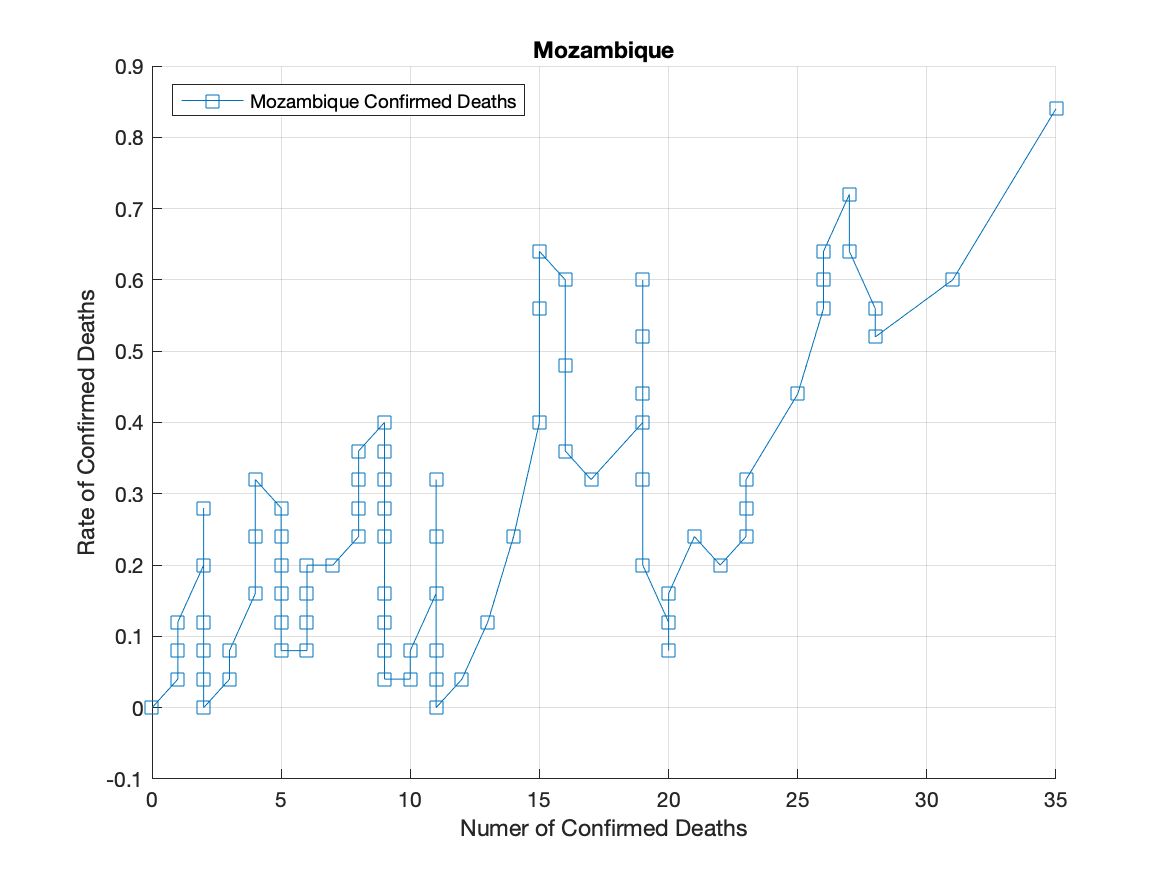 Mozambique
Mozambique Confirmed Deaths
0.9
0.8
0.7
0.6
0.5
0.4
0.3
0.2
0.1
0
-0.1
Rate of Confirmed Deaths
0 5 10 15 20 25 30 35
Numer of Confirmed Deaths